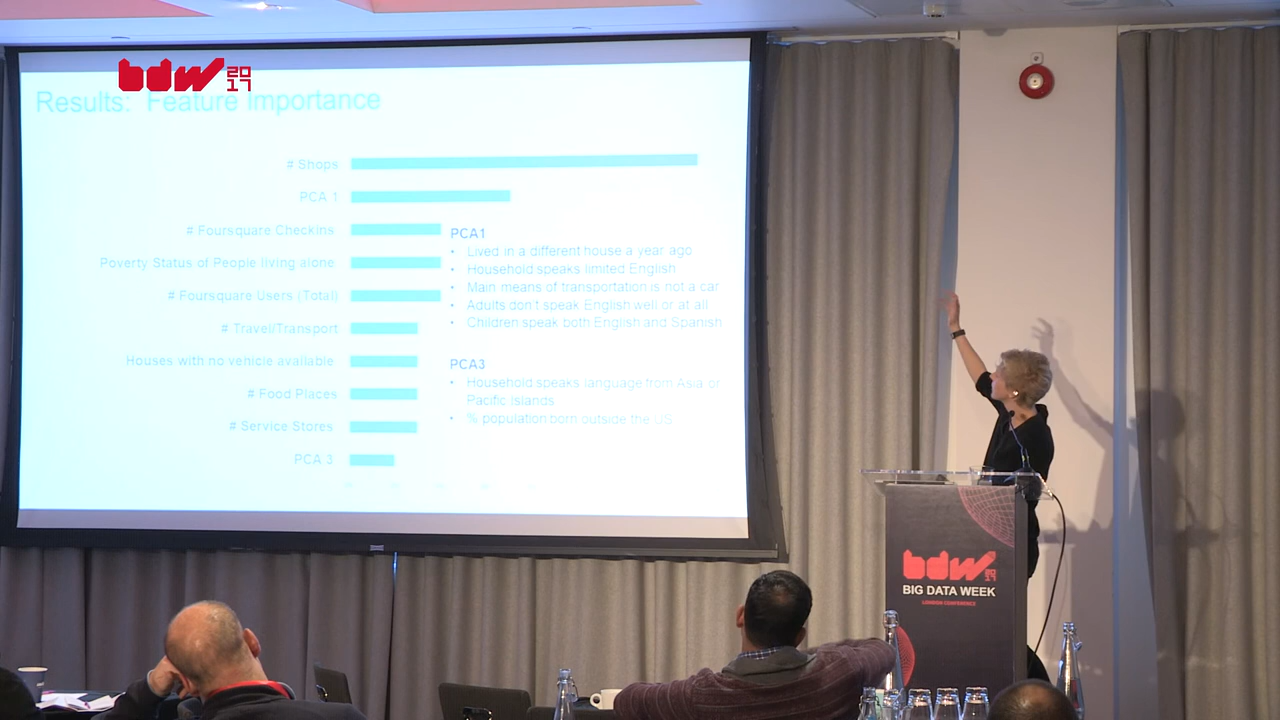 bdw 2017
Results: Feature Importance
# Shops
PCA 1
# Foursquare Checkins
Poverty Status of People living alone
# Foursquare Users (Total)
# Travel/Transport
Houses with no vehicle available
# Food Places
# Service Stores
PCA 3
PCA1
• Lived in a different house a year ago
• Household speaks limited English
• Main means of transportation is not a car
• Adults don't speak English well or at all
• Children speak both English and Spanish
PCA3
• Household speaks language from Asia or
Pacific Islands
• % population born outside the US
bdw 2017
BIG DATA WEEK
LONDON CONFERENCE